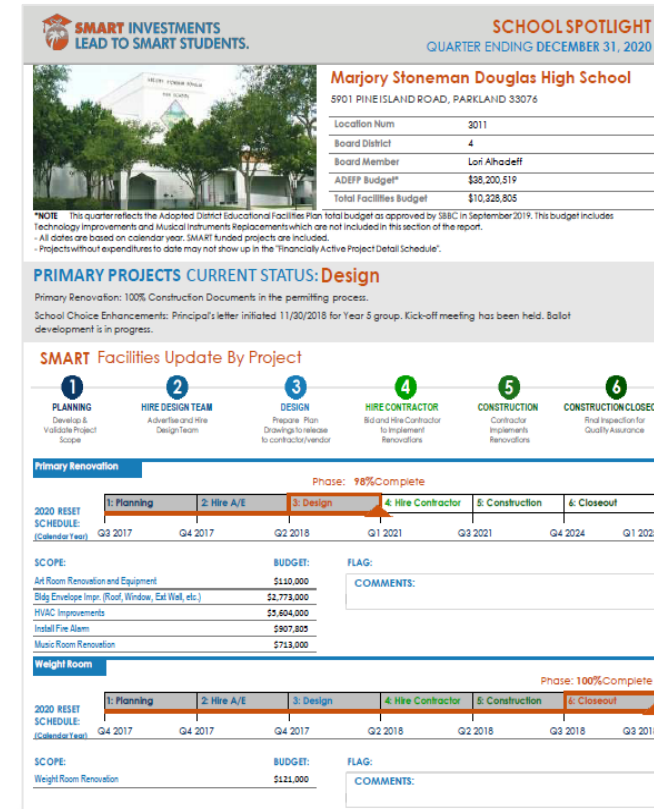 SMART INVESTMENTS
LEAD TO SMART STUDENTS.
SCHOOL SPOTLIGHT
QUARTER ENDING DECEMBER 31, 2020
Marjory Stoneman Douglas High School
5901 PINE ISLAND ROAD, PARKLAND 33076
Location Num 3011
Board District 4
Board Member Lori Alhadeff
ADEFP Budget* $38,200,519
Total Facilities Budget $10,328,805
*NOTE This quarter reflects the Adopted District Educational Facilities Plan total budget as approved by SBBC in September 2019. This budget includes
Technology improvements and Musical Instruments Replacements which are not included in this section of the report.
- All dates are based on calendar year. SMART funded projects are included.
- Projects without expenditures to date may not show up in the "Financially Active Project Detail Schedule".
PRIMARY PROJECTS CURRENT STATUS: Design
Primary Renovation: 100% Construction Documents in the permitting process.
School Choice Enhancements: Principal's letter initiated 11/30/2018 for Year 5 group. Kick-off meeting has been held. Ballot
development is in progress.
SMART Facilities Update By Project
1 2 3 4 5 6
PLANNING HIRE DESIGN TEAM DESIGN HIRE CONTRACTOR CONSTRUCTION CONSTRUCTION CLOSEO
Develop & Advertise and Hire Prepare Plan Bid and Hire Contractor Contractor Final Inspection for
Validate Project Design Team Drawings to release to Implement Implements Quality Assurance
Scope to contractor/vendor Renovations Renovations
Primary Renovation
Phase: 98%Complete
1: Planning 2: Hire A/E 3: Design 4: Hire Contractor 5: Construction 6: Closeout
2020 RESET
SCHEDULE:
(Calendar Year) Q3 2017 Q4 2017 Q2 2018 Q1 2021 Q3 2021 Q4 2024 Q1 202
SCOPE: BUDGET: FLAG:
Art Room Renovation and Equipment $110,000 COMMENTS:
Bldg Envelope Impr. (Roof, Window, Ext Wall, etc.) $2,773,000
HVAC Improvements $5,604,000
Install Fire Alarm $907,805
Music Room Renovation $713,000
Weight Room
Phase: 100%Complete
1: Planning 2: Hire A/E 3: Design 4: Hire Contractor 5: Construction 6: Closeout
2020 RESET
SCHEDULE:
(Calendar Year) Q4 2017 Q4 2017 Q4 2017 Q2 2018 Q2 2018 Q3 2018 Q3 201
SCOPE: BUDGET: FLAG:
Weight Room Renovation $121,000 COMMENTS: